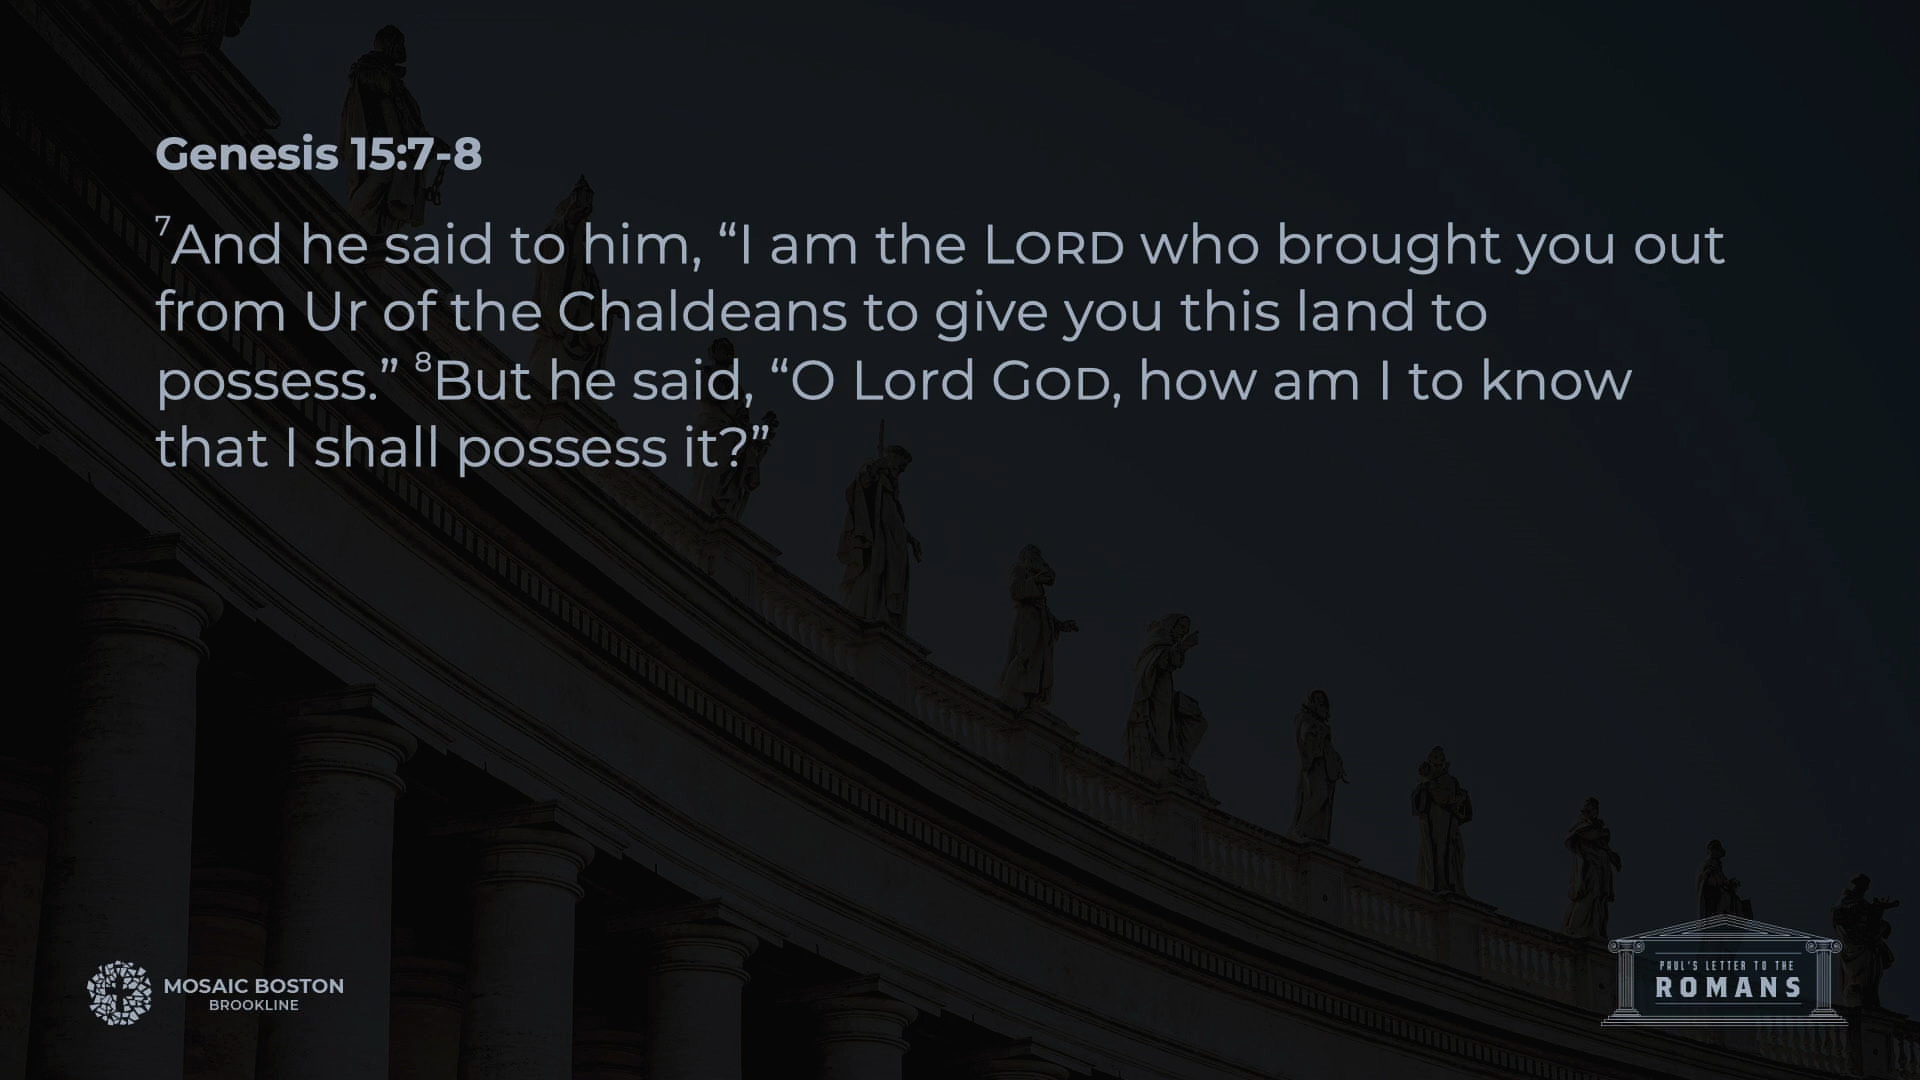 Genesis 15:7-8
⁷And he said to him, “I am the LORD who brought you out
from Ur of the Chaldeans to give you this land to
possess.” ⁸But he said, “O Lord GOD, how am I to know
that I shall possess it?”
MOSAIC BOSTON
BROOKLINE
PAUL'S LETTER TO THE
ROMANS